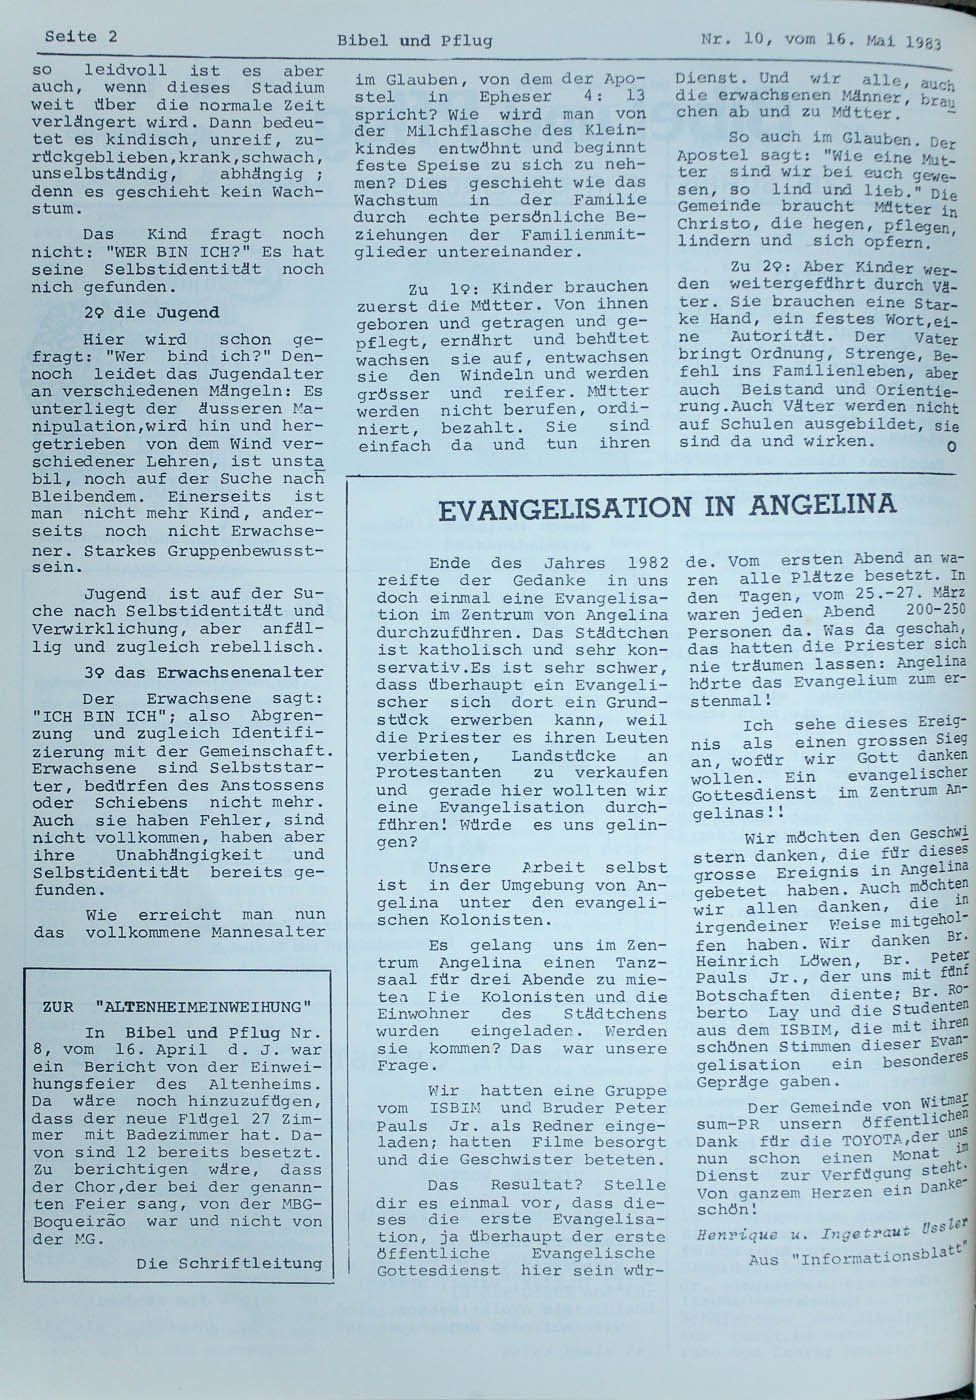 Seite 2
Bibel und Pflug
Nr. 10, vom 16. Mai 1983
so leidvoll ist es aber
auch, wenn dieses Stadium
weit über die normale Zeit
verlängert wird. Dann bedeu-
tet es kindisch, unreif, zu-
rückgeblieben,krank,schwach,
unselbständig, abhängig ;
denn es geschieht kein Wach-
stum.
Das Kind fragt noch
nicht: "WER BIN ICH?" Es hat
seine Selbstidentität noch
nich gefunden.
2º die Jugend
Hier wird schon ge-
fragt: "Wer bind ich?" Den-
noch leidet das Jugendalter
an verschiedenen Mängeln: Es
unterliegt der äusseren Ma-
nipulation,wird hin und her-
getrieben von dem Wind ver-
schiedener Lehren, ist unsta
bil, noch auf der Suche nach
Bleibendem. Einerseits ist
man nicht mehr Kind, ander-
seits noch nicht Erwachse-
ner. Starkes Gruppenbewusst-
sein.
Jugend ist auf der Su-
che nach Selbstidentität und
Verwirklichung, aber anfäl-
lig und zugleich rebellisch.
3º das Erwachsenenalter
Der Erwachsene sagt:
"ICH BIN ICH"; also Abgren-
zung und zugleich Identifi-
zierung mit der Gemeinschaft.
Erwachsene sind Selbststar-
ter, bedürfen des Anstossens
oder Schiebens nicht mehr.
Auch sie haben Fehler, sind
nicht vollkommen, haben aber
ihre Unabhängigkeit und
Selbstidentität bereits ge-
funden.
Wie erreicht man nun
das vollkommene Mannesalter
im Glauben, von dem der Apo-
stel in Epheser 4: 13
spricht? Wie wird man von
der Milchflasche des Klein-
kindes entwöhnt und beginnt
feste Speise zu sich zu neh-
men? Dies geschieht wie das
Wachstum in der Familie
durch echte persönliche Be-
ziehungen der Familienmit-
glieder untereinander.
Zu 1º: Kinder brauchen
zuerst die Mütter. Von ihnen
geboren und getragen und ge-
pflegt, ernährt und behütet
wachsen sie auf, entwachsen
sie den Windeln und werden
grösser und reifer. Mütter
werden nicht berufen, ordi-
niert, bezahlt. Sie sind
einfach da und tun ihren
Dienst. Und wir alle, auch
die erwachsenen Männer, brau
chen ab und zu Mütter.
So auch im Glauben. Der
Apostel sagt: "Wie eine Mut-
ter sind wir bei euch gewe-
sen, so lind und lieb." Die
Gemeinde braucht Mütter in
Christo, die hegen, pflegen,
lindern und sich opfern.
Zu 2º: Aber Kinder wer-
den weitergeführt durch Vä-
ter. Sie brauchen eine Star-
ke Hand, ein festes Wort,ei-
ne Autorität. Der Vater
bringt Ordnung, Strenge, Be-
fehl ins Familienleben, aber
auch Beistand und Orientie-
rung.Auch Väter werden nicht
auf Schulen ausgebildet, sie
sind da und wirken. O
ZUR "ALTENHEIMEINWEIHUNG"
In Bibel und Pflug Nr.
8, vom 16. April d. J. war
ein Bericht von der Einwei-
hungsfeier des Altenheims.
Da wäre noch hinzuzufügen,
dass der neue Flügel 27 Zim-
mer mit Badezimmer hat. Da-
von sind 12 bereits besetzt.
Zu berichtigen wäre, dass
der Chor,der bei der genann-
ten Feier sang, von der MBG-
Boqueirão war und nicht von
der MG.
Die Schriftleitung
EVANGELISATION IN ANGELINA
Ende des Jahres 1982
reifte der Gedanke in uns
doch einmal eine Evangelisa-
tion im Zentrum von Angelina
durchzuführen. Das Städtchen
ist katholisch und sehr kon-
servativ.Es ist sehr schwer,
dass überhaupt ein Evangeli-
scher sich dort ein Grund-
stück erwerben kann, weil
die Priester es ihren Leuten
verbieten, Landstücke an
Protestanten zu verkaufen
und gerade hier wollten wir
eine Evangelisation durch-
führen! Würde es uns gelin-
gen?
Unsere Arbeit selbst
ist in der Umgebung von An-
gelina unter den evangeli-
schen Kolonisten.
Es gelang uns im Zen-
trum Angelina einen Tanz-
saal für drei Abende zu mie-
ten Die Kolonisten und die
Einwohner des Städtchens
wurden eingeladen. Werden
sie kommen? Das war unsere
Frage.
Wir hatten eine Gruppe
vom ISBIM und Bruder Peter
Pauls Jr. als Redner einge-
laden; hatten Filme besorgt
und die Geschwister beteten.
Das Resultat? Stelle
dir es einmal vor, dass die-
ses die erste Evangelisa-
tion, ja überhaupt der erste
öffentliche Evangelische
Gottesdienst hier sein wür-
de. Vom ersten Abend an wa-
ren alle Plätze besetzt. In
den Tagen, vom 25.-27. März
waren jeden Abend 200-250
Personen da. Was da geschah,
das hatten die Priester sich
nie träumen lassen: Angelina
hörte das Evangelium zum er-
stenmal!
Ich sehe dieses Ereig-
nis als einen grossen Sieg
an, wofür wir Gott danken
wollen. Ein evangelischer
Gottesdienst im Zentrum An-
gelinas!!
Wir möchten den Geschwi
stern danken, die für dieses
grosse Ereignis in Angelina
gebetet haben. Auch möchten
wir allen danken, die in
irgendeiner Weise mitgehol-
fen haben. Wir danken Br.
Heinrich Löwen, Br. Peter
Pauls Jr., der uns mit fünf
Botschaften diente; Br. Ro-
berto Lay und die Studenten
aus dem ISBIM, die mit ihren
schönen Stimmen dieser Evan-
gelisation ein besonderes
Gepräge gaben.
Der Gemeinde von Witmar
sum-PR unsern öffentlichen
Dank für die TOYOTA,der uns
nun schon einen Monat im
Dienst zur Verfügung steht.
Von ganzem Herzen ein Danke-
schön!
Henrique u. Ingetraut Ussler
Aus "Informationsblatt"